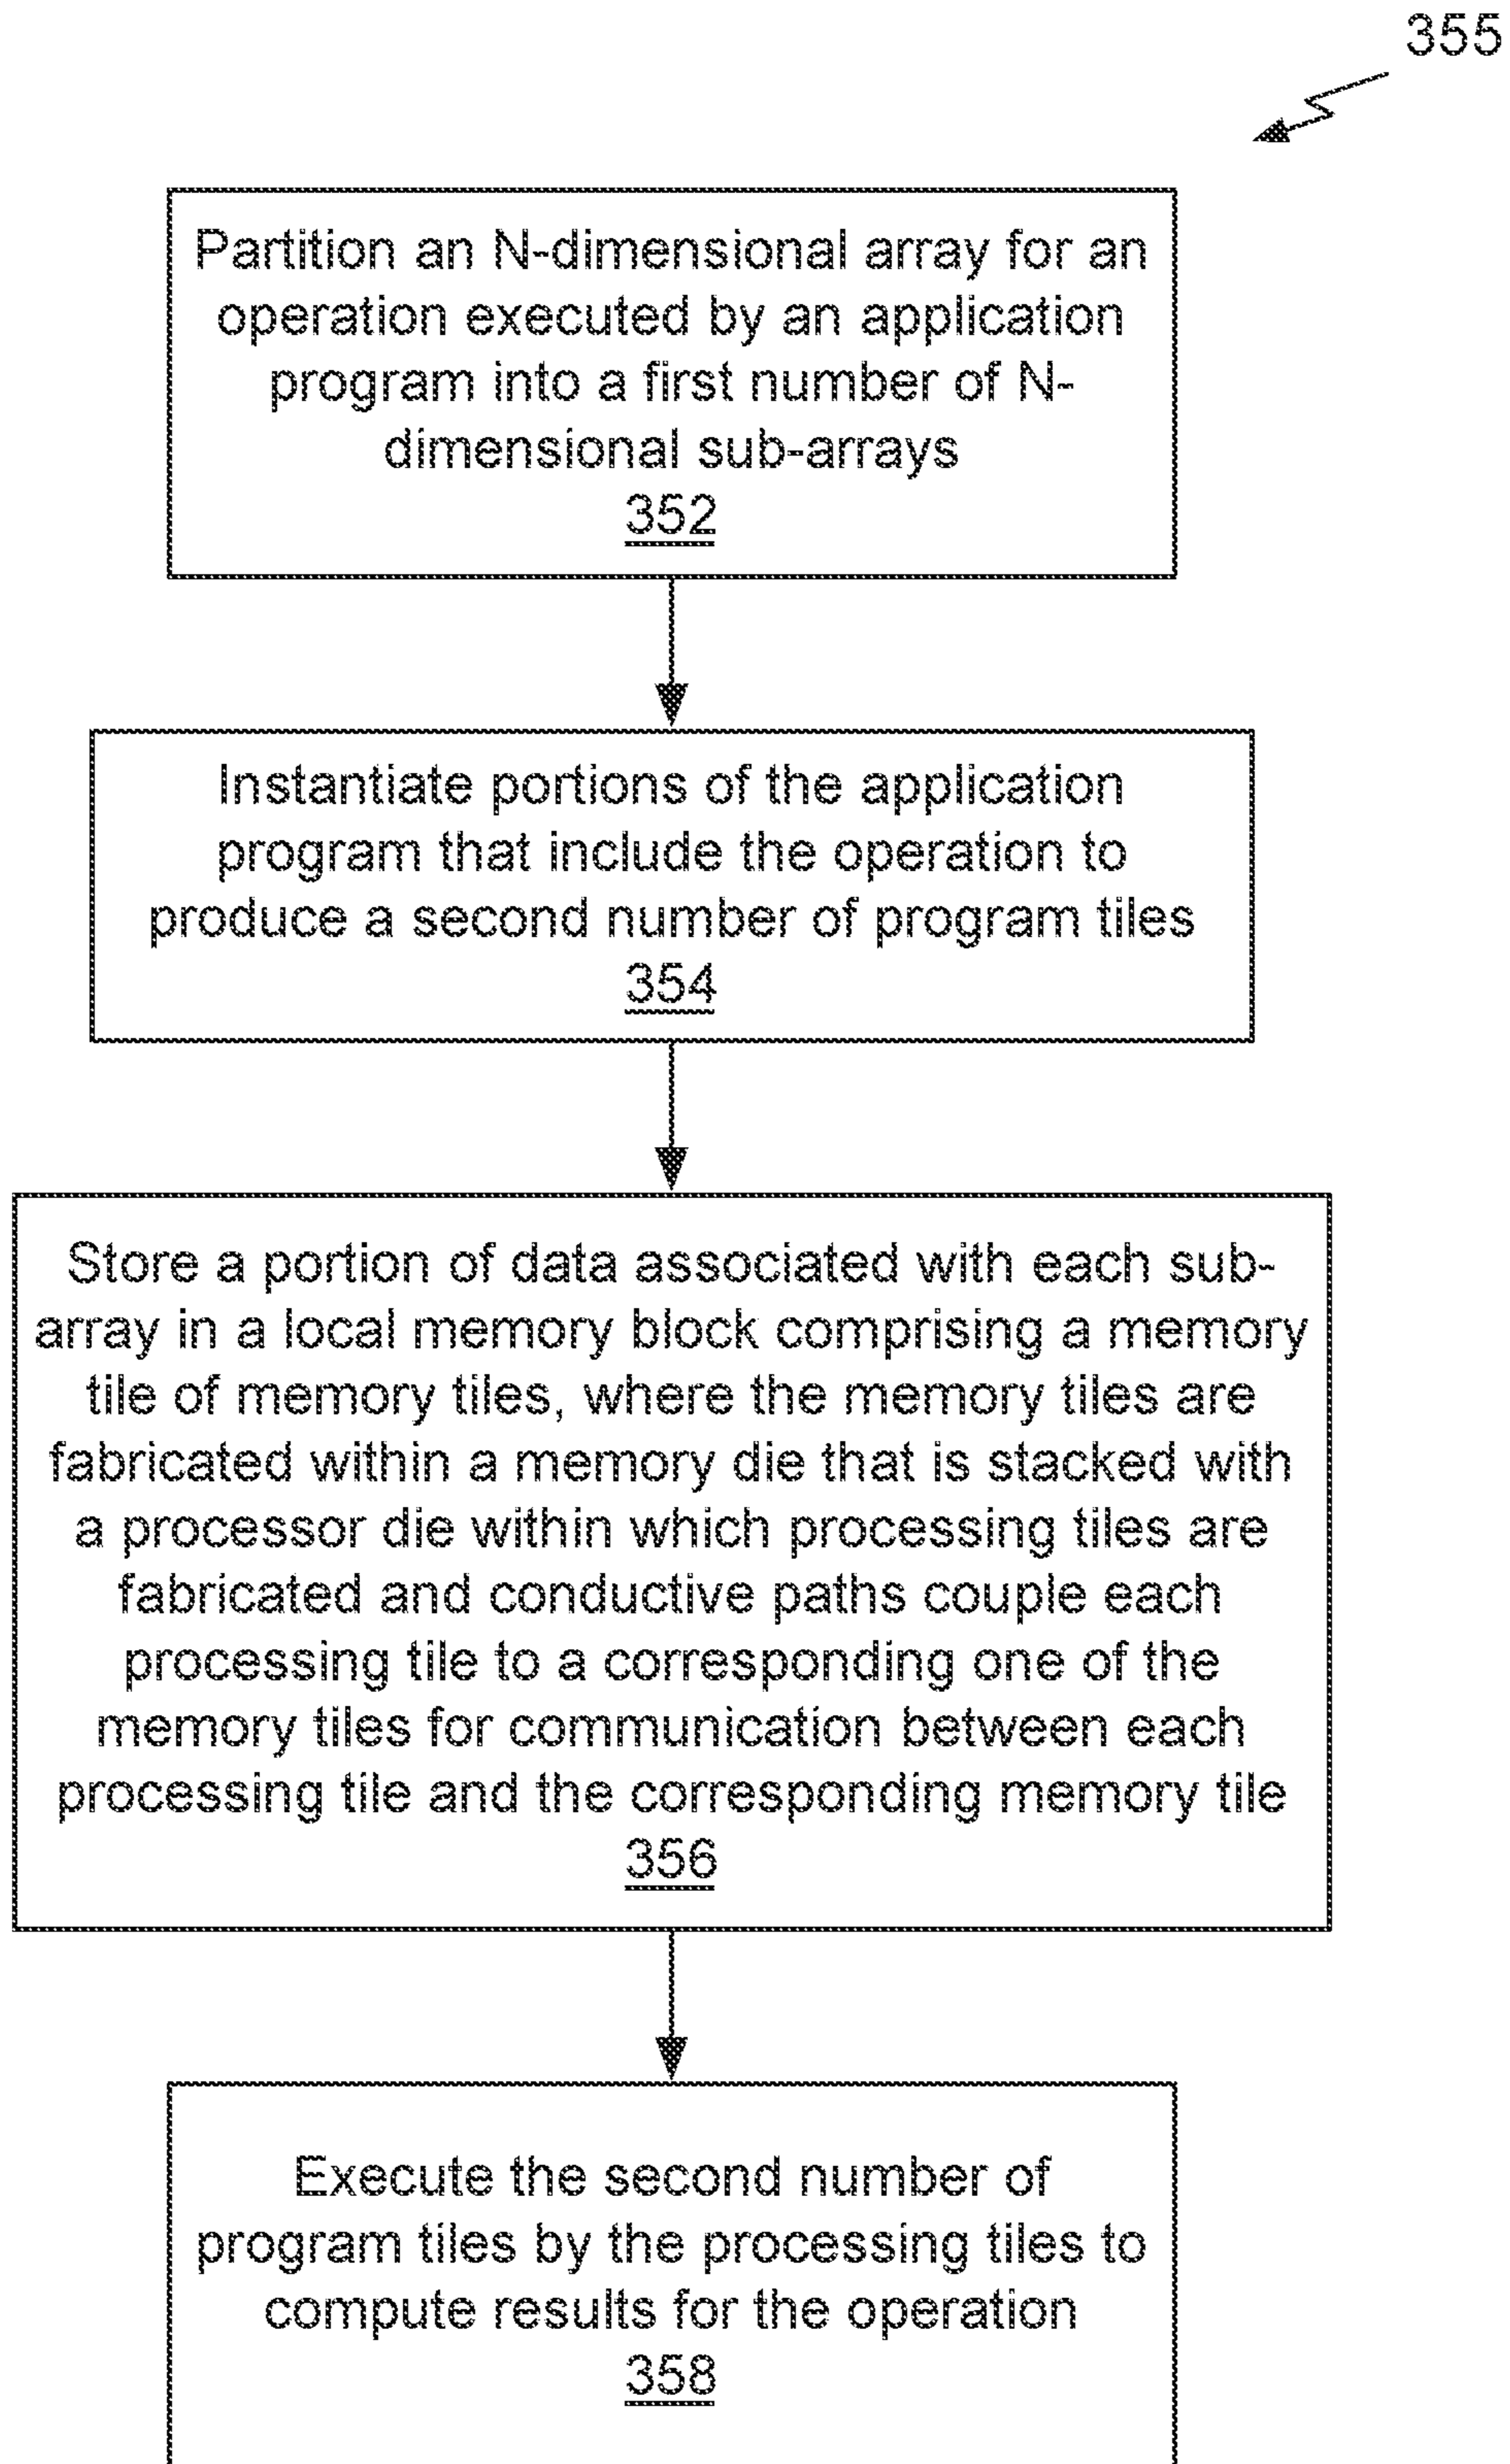 355
Partition an N-dimensional array for an
operation executed by an application
program into a first number of N-
dimensional sub-arrays
352
Instantiate portions of the application
program that include the operation to
produce a second number of program tiles
354
Store a portion of data associated with each sub-
array in a local memory block comprising a memory
tile of memory tiles, where the memory tiles are
fabricated within a memory die that is stacked with
a processor die within which processing tiles are
fabricated and conductive paths couple each
processing tile to a corresponding one of the
memory tiles for communication between each
processing tile and the corresponding memory tile
356
Execute the second number of
program tiles by the processing tiles to
compute results for the operation
358